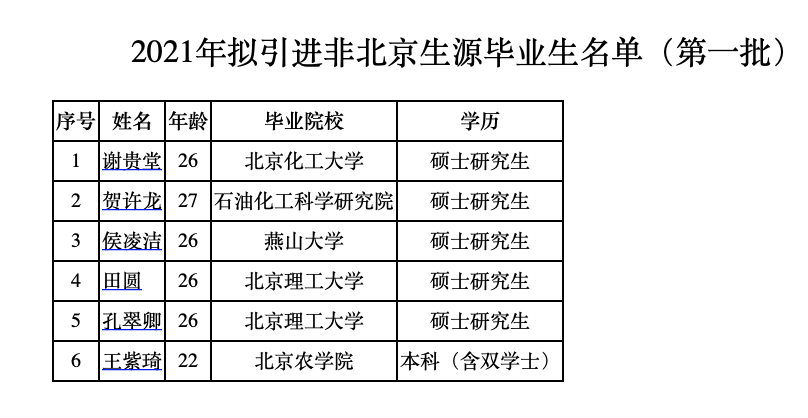 2021年拟引进非北京生源毕业生名单（第一批）
序号 姓名 年龄 毕业院校 学历
1 谢贵堂 26 北京化工大学 硕士研究生
2 贺许龙 27 石油化工科学研究院 硕士研究生
3 侯凌洁 26 燕山大学 硕士研究生
4 田圆 26 北京理工大学 硕士研究生
5 孔翠卿 26 北京理工大学 硕士研究生
6 王紫琦 22 北京农学院 本科（含双学士）